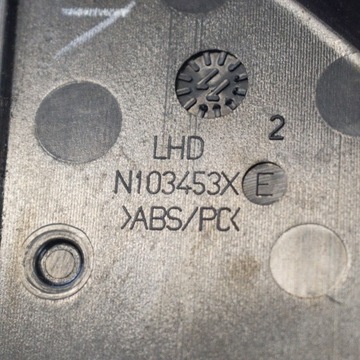 2
LHD
N103453X E
>ABS/PC<